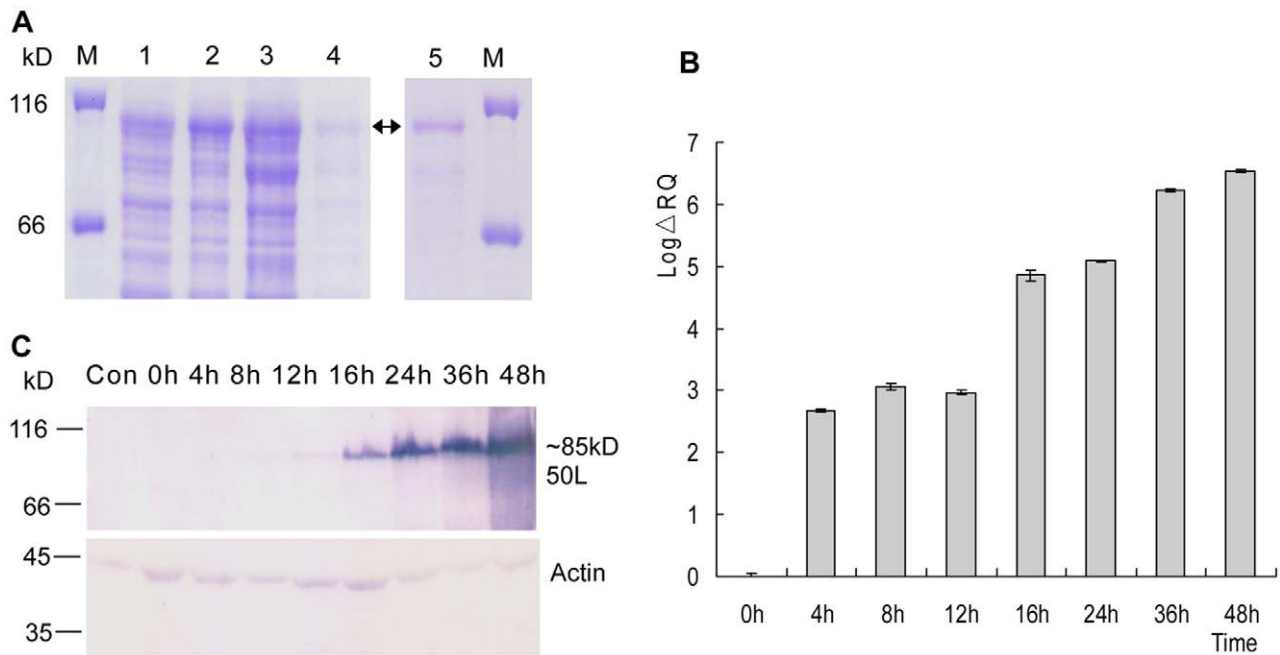 A
kD M 1 2 3 4 5 M
116
66
B
Log△RQ
7
6
5
4
3
2
1
0
0h 4h 8h 12h 16h 24h 36h 48h
Time
C
kD Con 0h 4h 8h 12h 16h 24h 36h 48h
116
~85kD
50L
66
45
Actin
35